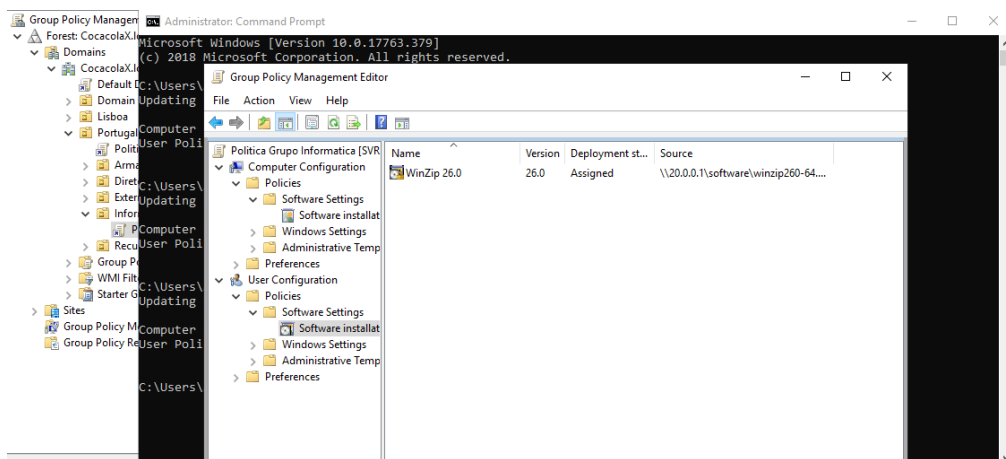 Group Policy Managem
Forest: CocacolaX.l
Domains
CocacolaX.l
Default D
Domain
Lisboa
Portugal
Politi
Arma
Diret
Exter
Infor
P
Recu
Group Po
WMI Filt
Starter G
Sites
Group Policy M
Group Policy Re
Administrator: Command Prompt
Microsoft Windows [Version 10.0.17763.379]
(c) 2018 Microsoft Corporation. All rights reserved.
C:\Users\
Updating
Computer
User Poli
C:\Users\
Updating
Computer
User Poli
C:\Users\
Updating
Computer
User Poli
C:\Users\
Group Policy Management Editor
File Action View Help
Politica Grupo Informatica [SVR
Computer Configuration
Policies
Software Settings
Software installat
Windows Settings
Administrative Temp
Preferences
User Configuration
Policies
Software Settings
Software installat
Windows Settings
Administrative Temp
Preferences
Name Version Deployment st... Source
WinZip 26.0 26.0 Assigned \\20.0.0.1\software\winzip260-64....